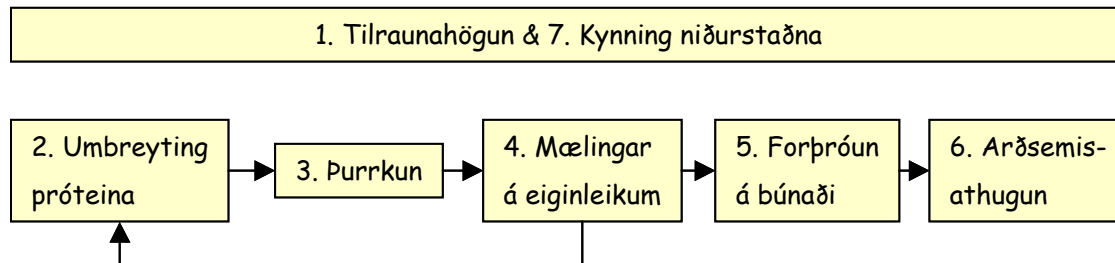 1. Tilraunahögun & 7. Kynning niðurstaðna
2. Umbreyting
próteina
3. Þurrkun
4. Mælingar
á eiginleikum
5. Forþróun
á búnaði
6. Arðsemis-
athugun